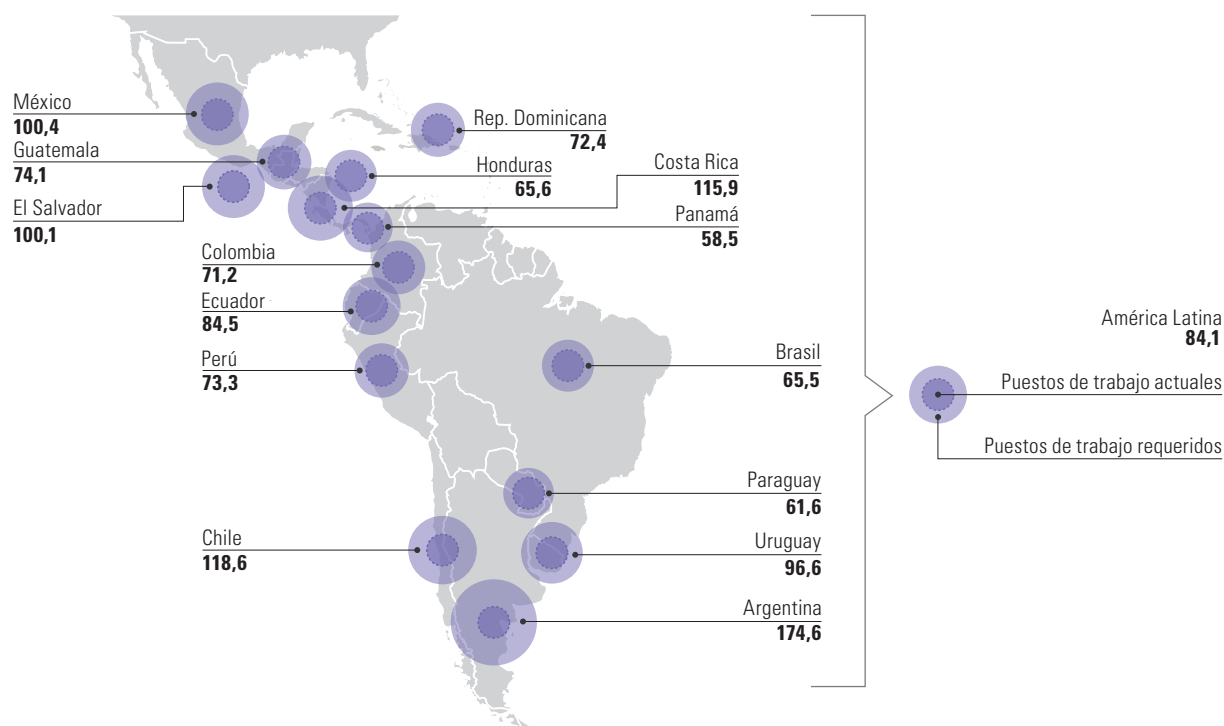 México
100,4
Guatemala
74,1
El Salvador
100,1
Rep. Dominicana
72,4
Honduras
65,6
Costa Rica
115,9
Panamá
58,5
Colombia
71,2
Ecuador
84,5
Perú
73,3
Brasil
65,5
Paraguay
61,6
Uruguay
96,6
Chile
118,6
Argentina
174,6
América Latina
84,1
Puestos de trabajo actuales
Puestos de trabajo requeridos